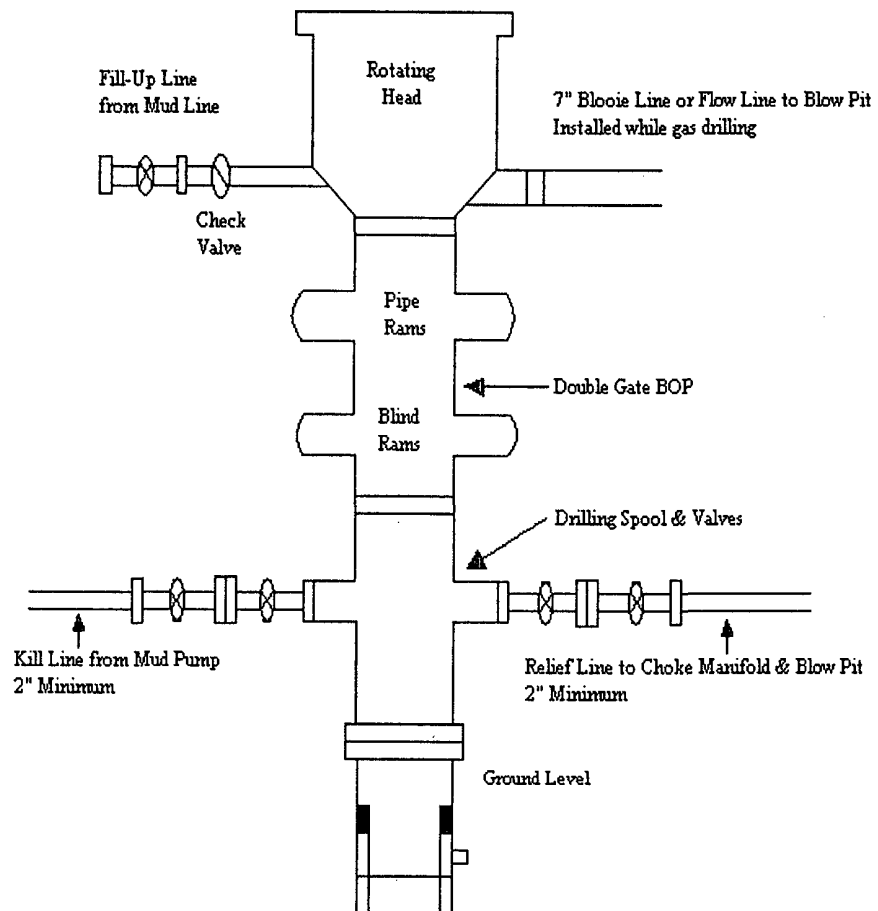 Rotating
Head
Fill-Up Line
from Mud Line
7" Blooie Line or Flow Line to Blow Pit
Installed while gas drilling
Check
Valve
Pipe
Rams
Double Gate BOP
Blind
Rams
Drilling Spool & Valves
Kill Line from Mud Pump
2" Minimum
Relief Line to Choke Manifold & Blow Pit
2" Minimum
Ground Level